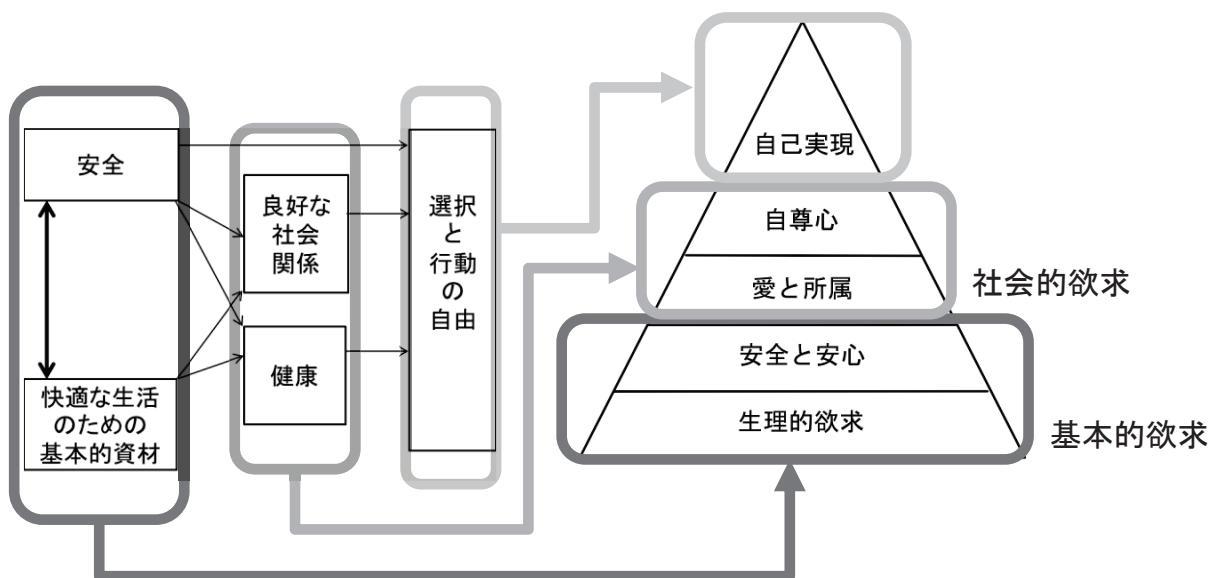 安全
快適な生活
のための
基本的資材
良好な
社会
関係
健康
選択
と
行動
の
自由
自己実現
自尊心
愛と所属
社会的欲求
安全と安心
生理的欲求
基本的欲求